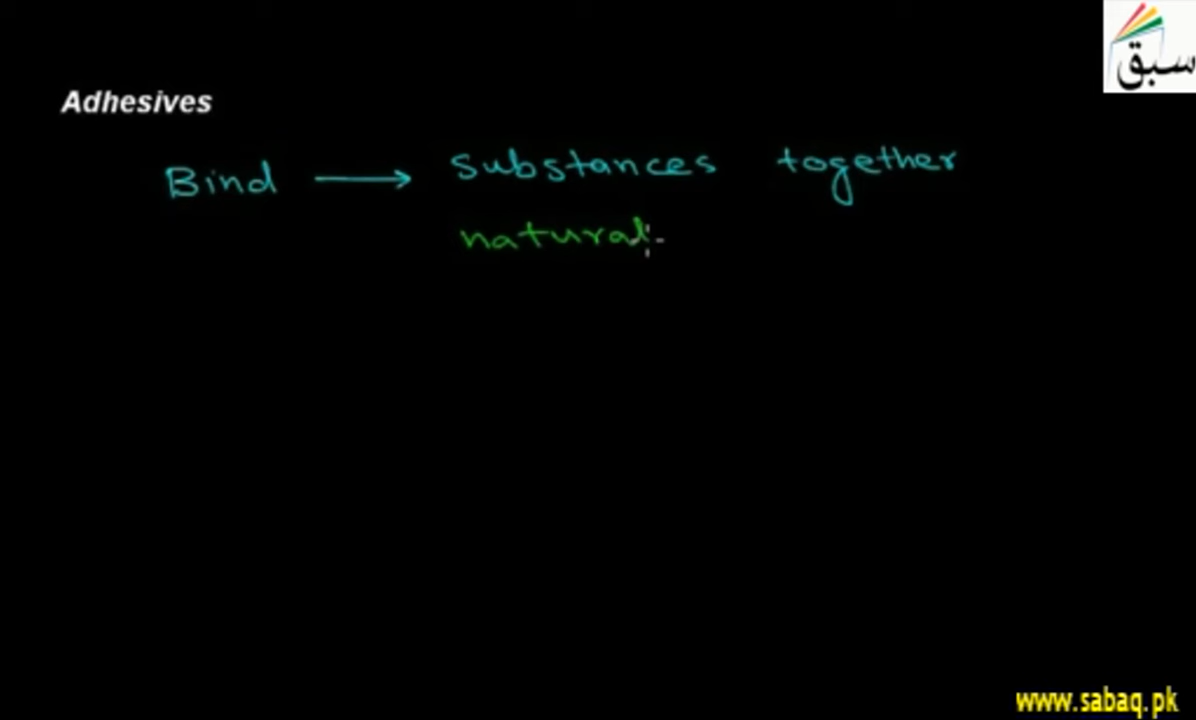 سبق
Adhesives
Bind → substances together
natural
www.sabaq.pk